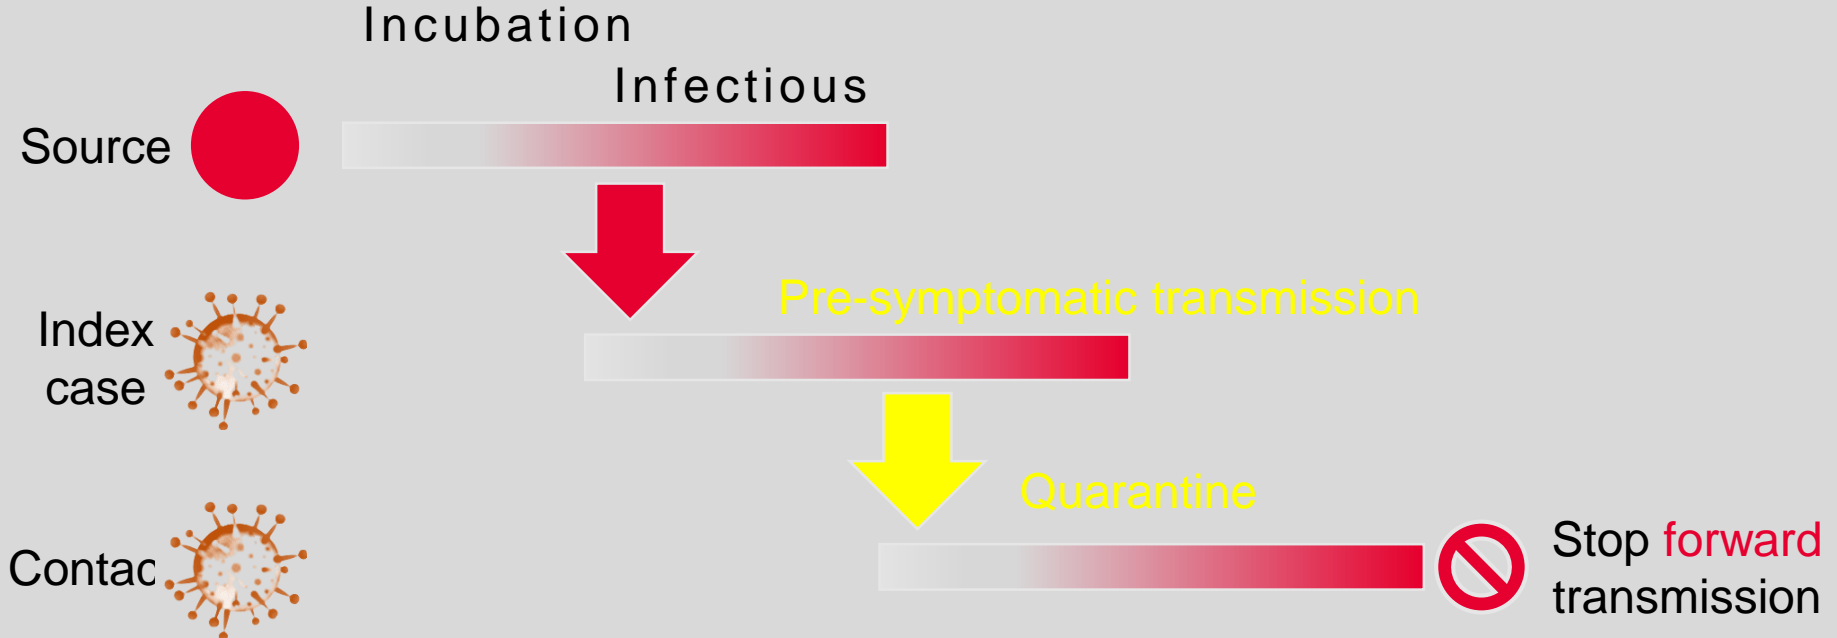 Incubation
Infectious
Source
Pre-symptomatic transmission
Index
case
Quarantine
Contac
Stop forward
transmission